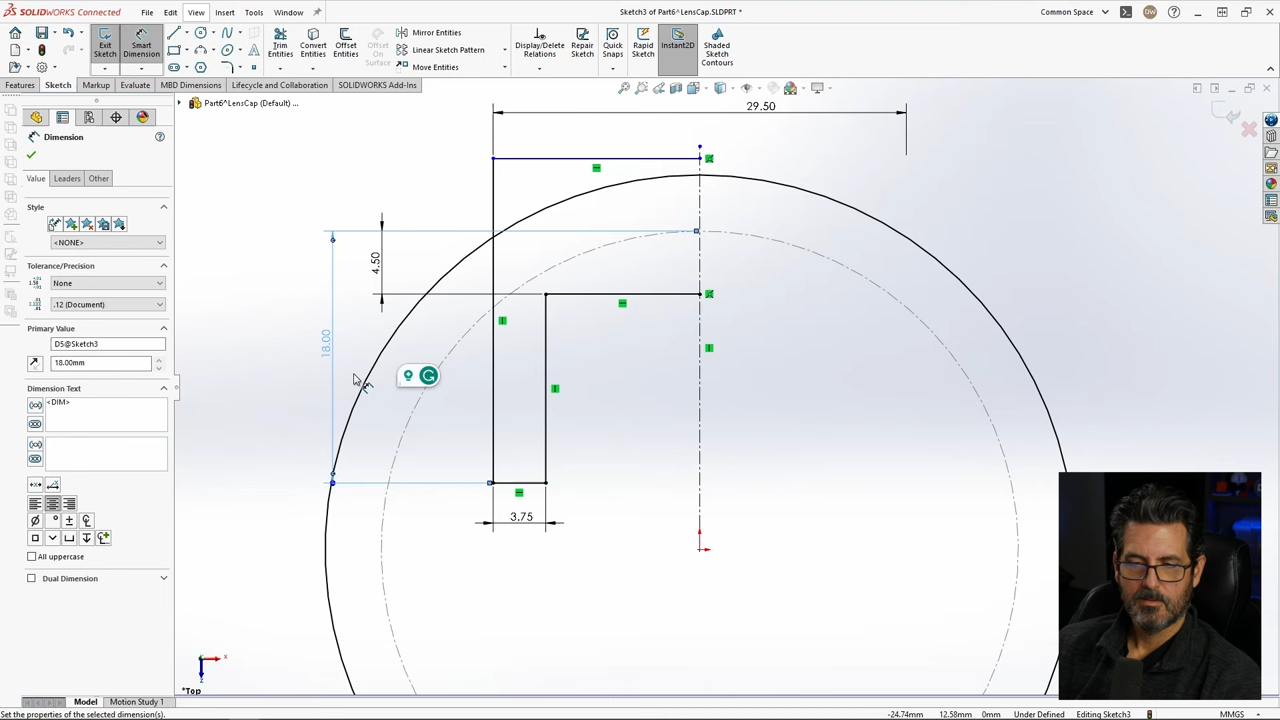 SOLIDWORKS Connected
File Edit View Insert Tools Window
Sketch3 of Part6^LensCap.SLDPRT *
Common Space
DW
Exit Sketch
Smart Dimension
Trim Entities
Convert Entities
Offset Entities
Offset On Surface
Mirror Entities
Linear Sketch Pattern
Move Entities
Display/Delete Relations
Repair Sketch
Quick Snaps
Rapid Sketch
Instant2D
Shaded Sketch Contours
Features Sketch Markup Evaluate MBD Dimensions Lifecycle and Collaboration SOLIDWORKS Add-Ins
Part6^LensCap (Default) ...
Dimension
Value Leaders Other
Style
<NONE>
Tolerance/Precision
None
.12 (Document)
Primary Value
D5@Sketch3
18.00mm
Dimension Text
<DIM>
All uppercase
Dual Dimension
29.50
4.50
18.00
3.75
x
z
*Top
Model Motion Study 1
Set the properties of the selected dimension(s).
-24.74mm 12.58mm 0mm Under Defined Editing Sketch3 MMGS